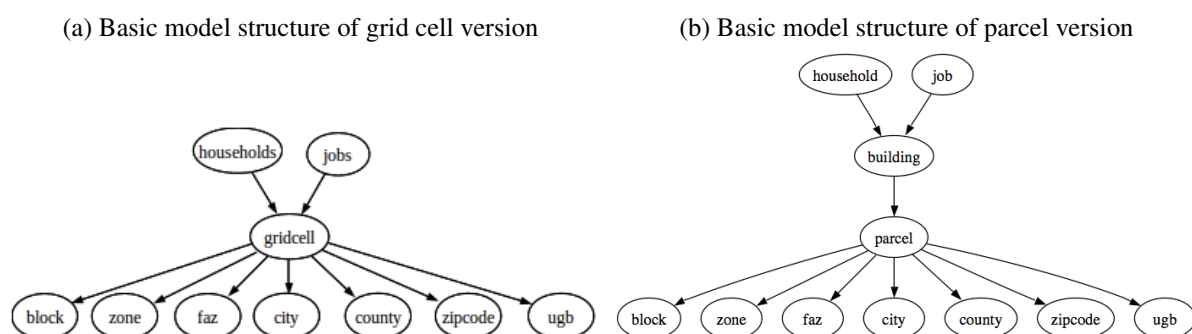 (a) Basic model structure of grid cell version
households
jobs
gridcell
block
zone
faz
city
county
zipcode
ugb
(b) Basic model structure of parcel version
household
job
building
parcel
block
zone
faz
city
county
zipcode
ugb